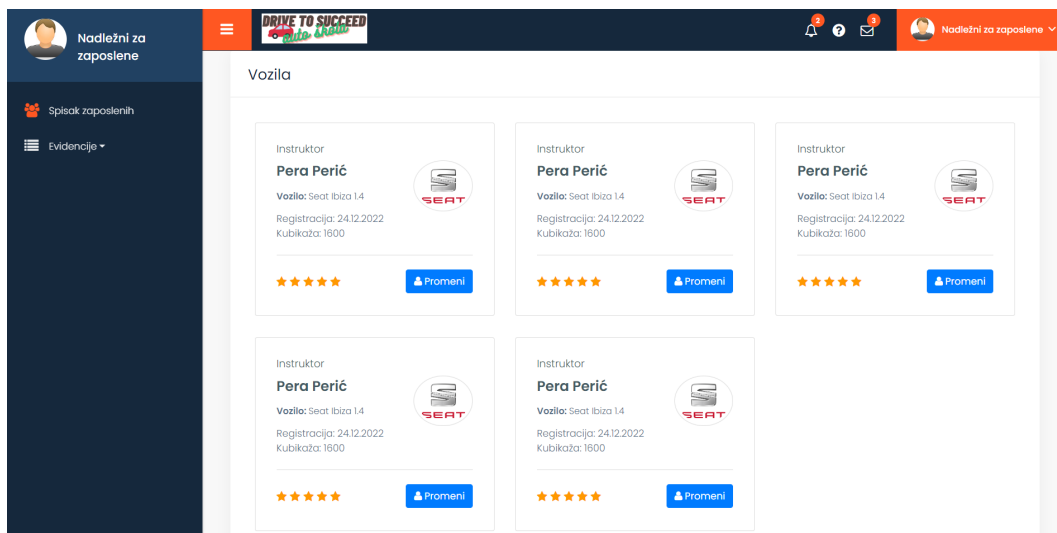 Nadležni za
zaposlene
Spisak zaposlenih
Evidencije
DRIVE TO SUCCEED
auto škola
2
3
Nadležni za zaposlene
Vozila
Instruktor
Pera Perić
Vozilo: Seat Ibiza 1.4
Registracija: 24.12.2022
Kubikaža: 1600
SEAT
Promeni
Instruktor
Pera Perić
Vozilo: Seat Ibiza 1.4
Registracija: 24.12.2022
Kubikaža: 1600
SEAT
Promeni
Instruktor
Pera Perić
Vozilo: Seat Ibiza 1.4
Registracija: 24.12.2022
Kubikaža: 1600
SEAT
Promeni
Instruktor
Pera Perić
Vozilo: Seat Ibiza 1.4
Registracija: 24.12.2022
Kubikaža: 1600
SEAT
Promeni
Instruktor
Pera Perić
Vozilo: Seat Ibiza 1.4
Registracija: 24.12.2022
Kubikaža: 1600
SEAT
Promeni